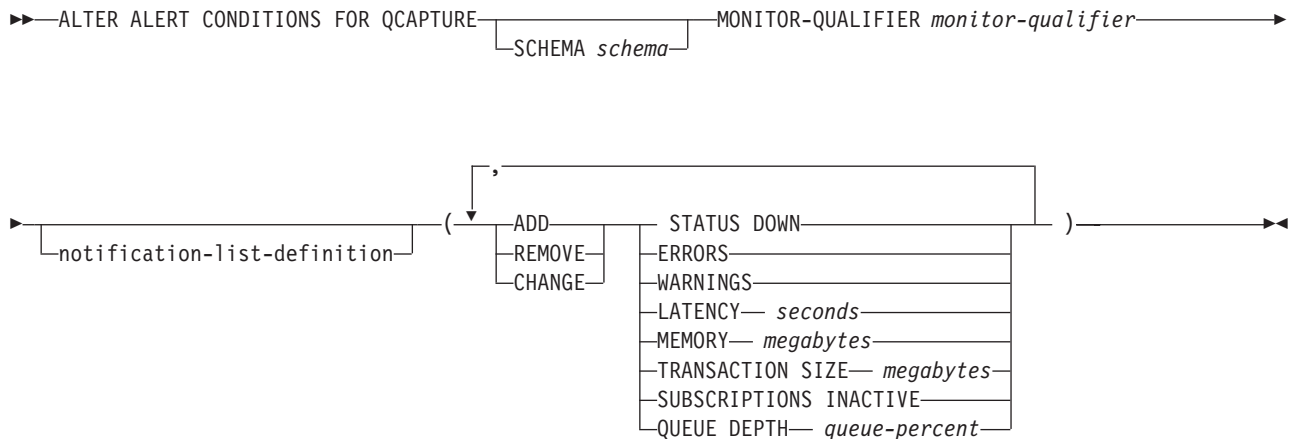 ALTER ALERT CONDITIONS FOR QCAPTURE MONITOR-QUALIFIER monitor-qualifier
SCHEMA schema
,
( ADD STATUS DOWN )
notification-list-definition REMOVE ERRORS
CHANGE WARNINGS
LATENCY seconds
MEMORY megabytes
TRANSACTION SIZE megabytes
SUBSCRIPTIONS INACTIVE
QUEUE DEPTH queue-percent